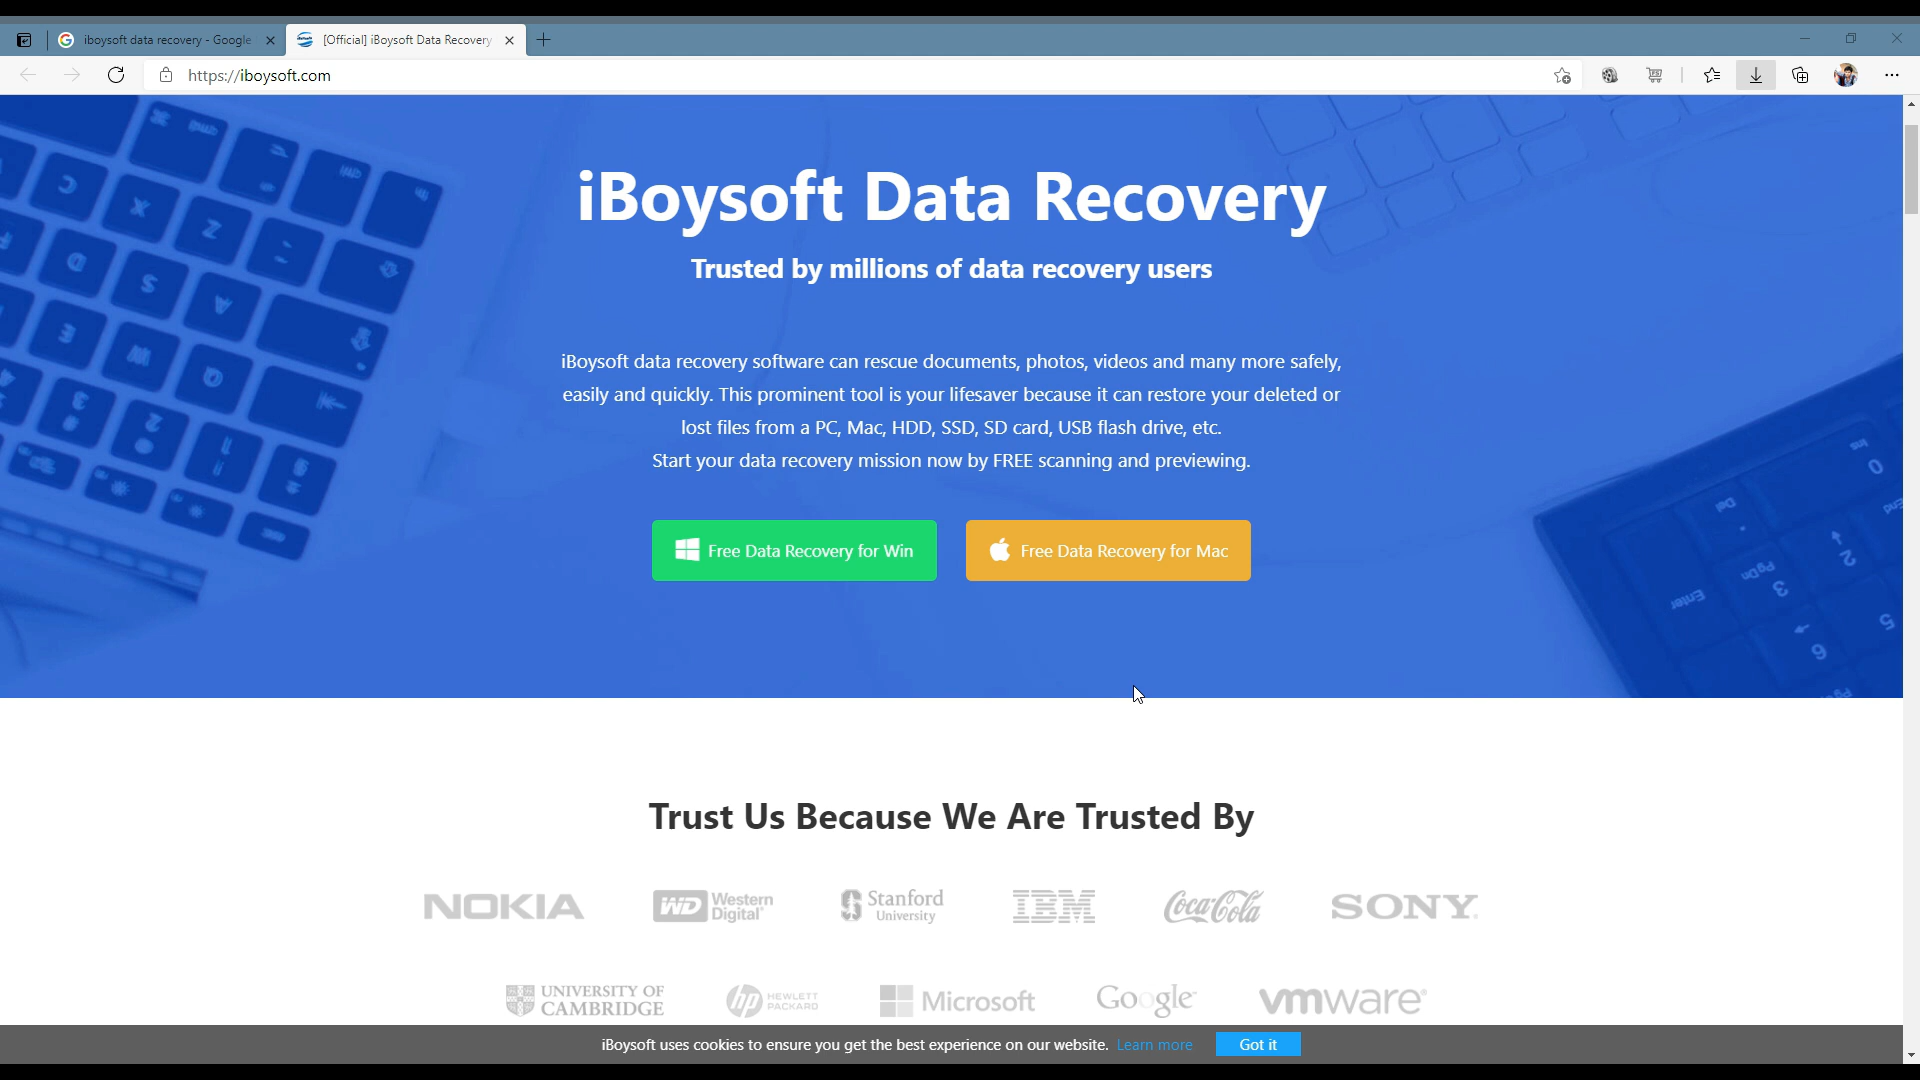 iboysoft data recovery - Google
[Official] iBoysoft Data Recovery
https://iboysoft.com
iBoysoft Data Recovery
Trusted by millions of data recovery users
iBoysoft data recovery software can rescue documents, photos, videos and many more safely,
easily and quickly. This prominent tool is your lifesaver because it can restore your deleted or
lost files from a PC, Mac, HDD, SSD, SD card, USB flash drive, etc.
Start your data recovery mission now by FREE scanning and previewing.
Free Data Recovery for Win
Free Data Recovery for Mac
Trust Us Because We Are Trusted By
NOKIA
WD Western Digital
Stanford University
IBM
Coca-Cola
SONY
UNIVERSITY OF CAMBRIDGE
hp HEWLETT PACKARD
Microsoft
Google
vmware
iBoysoft uses cookies to ensure you get the best experience on our website. Learn more
Got it